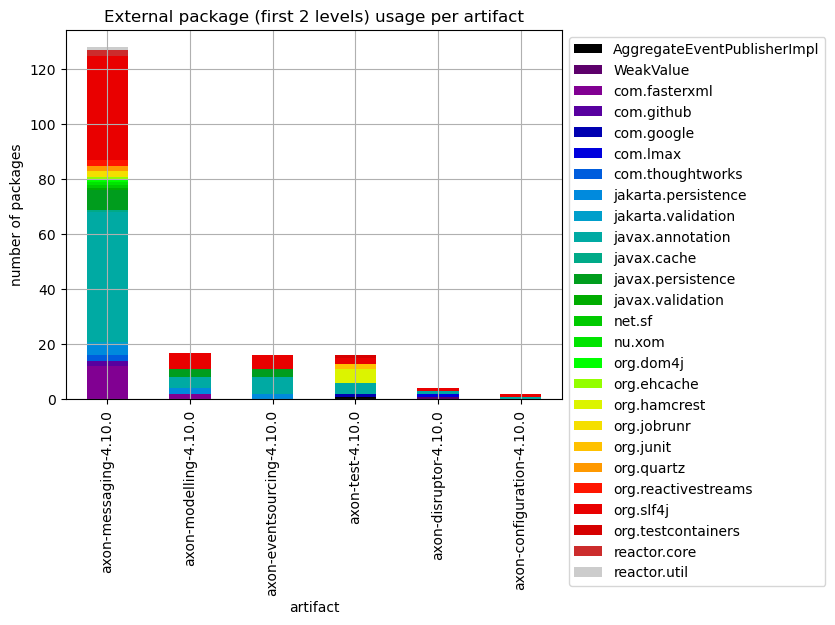 External package (first 2 levels) usage per artifact
number of packages
120
100
80
60
40
20
0
axon-messaging-4.10.0
axon-modelling-4.10.0
axon-eventsourcing-4.10.0
axon-test-4.10.0
axon-disruptor-4.10.0
axon-configuration-4.10.0
artifact
AggregateEventPublisherImpl
WeakValue
com.fasterxml
com.github
com.google
com.lmax
com.thoughtworks
jakarta.persistence
jakarta.validation
javax.annotation
javax.cache
javax.persistence
javax.validation
net.sf
nu.xom
org.dom4j
org.ehcache
org.hamcrest
org.jobrunr
org.junit
org.quartz
org.reactivestreams
org.slf4j
org.testcontainers
reactor.core
reactor.util